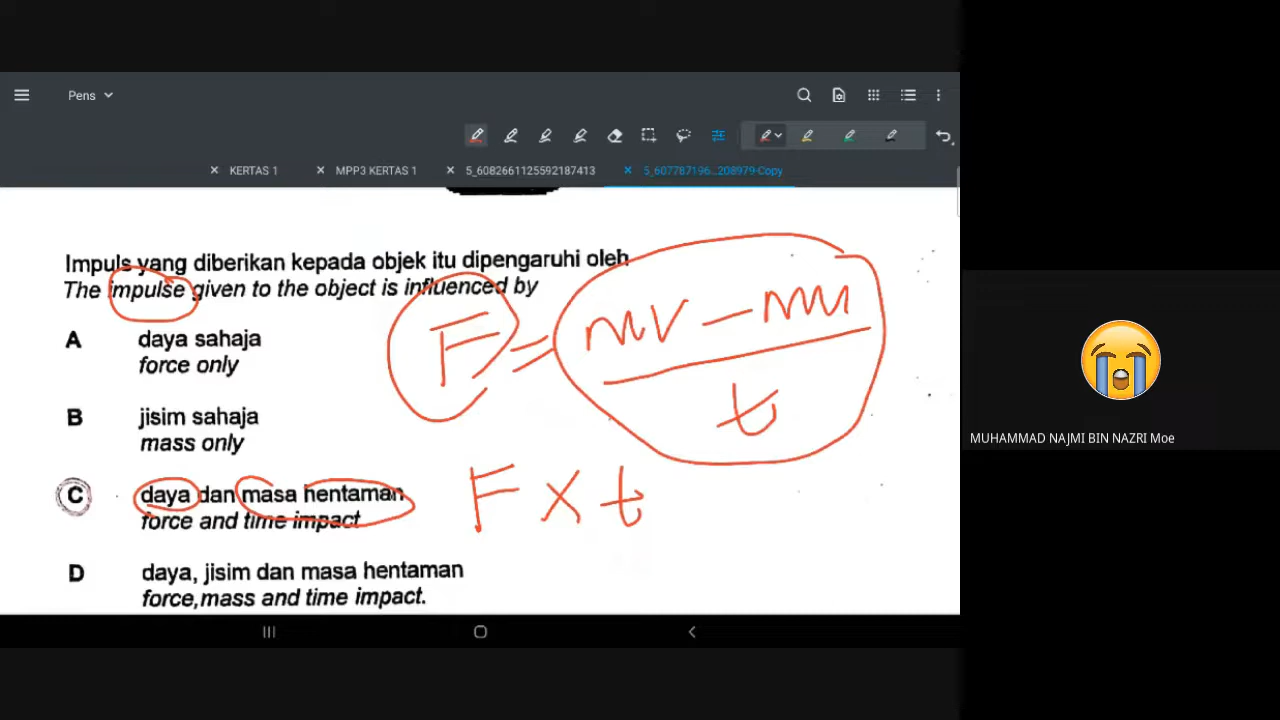 Pens
KERTAS 1 MPP3 KERTAS 1 5_6082661125592187413 5_607787196...208979-Copy
Impuls yang diberikan kepada objek itu dipengaruhi oleh
The impulse given to the object is influenced by
A daya sahaja
force only
F = mv - mu
t
B jisim sahaja
mass only
MUHAMMAD NAJMI BIN NAZRI Moe
C daya dan masa hentaman
force and time impact
F x t
D daya, jisim dan masa hentaman
force, mass and time impact.